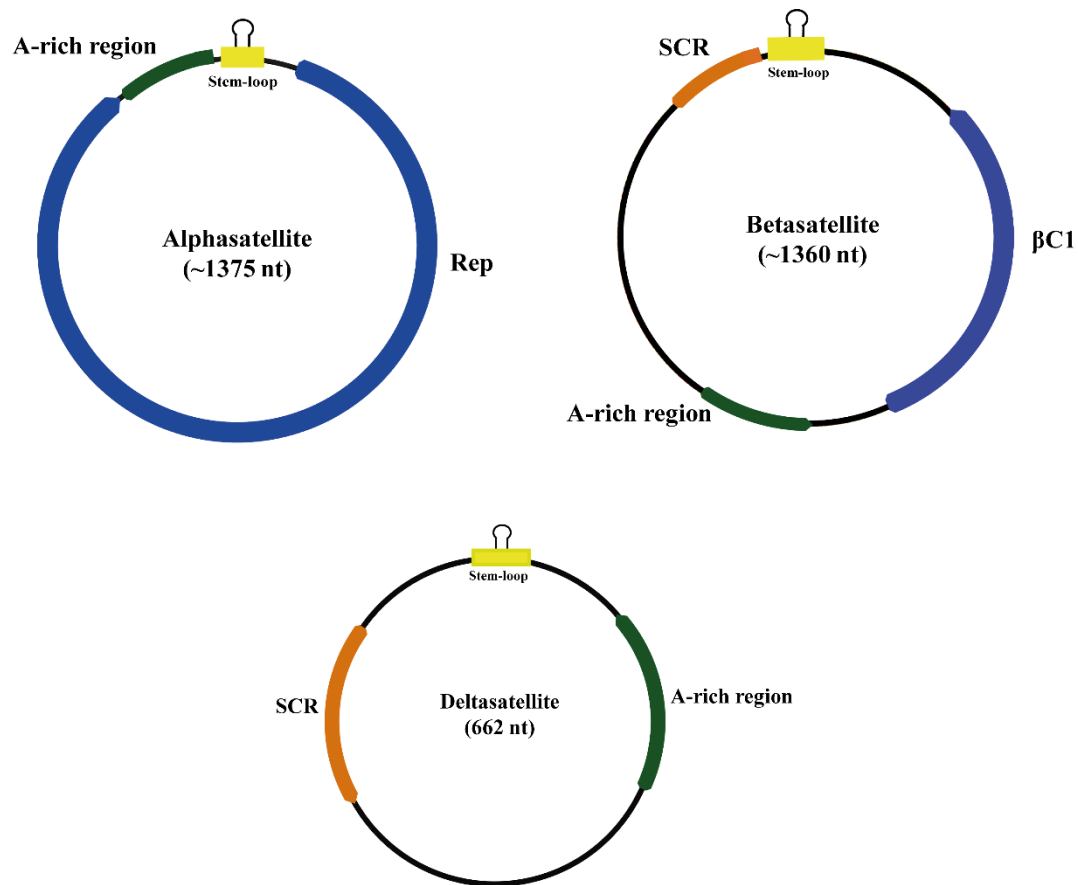 A-rich region
Stem-loop
Alphasatellite
(~1375 nt)
Rep
SCR
Stem-loop
Betasatellite
(~1360 nt)
βC1
A-rich region
Stem-loop
SCR
Deltasatellite
(662 nt)
A-rich region